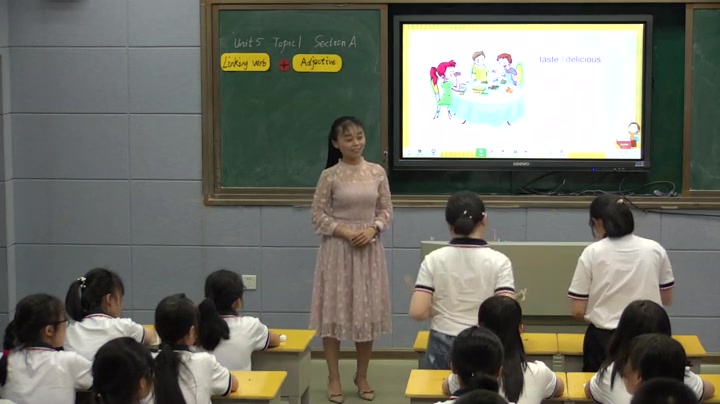 Unit 5 Topic 1 Section A
Linking verb + Adjective
taste / delicious